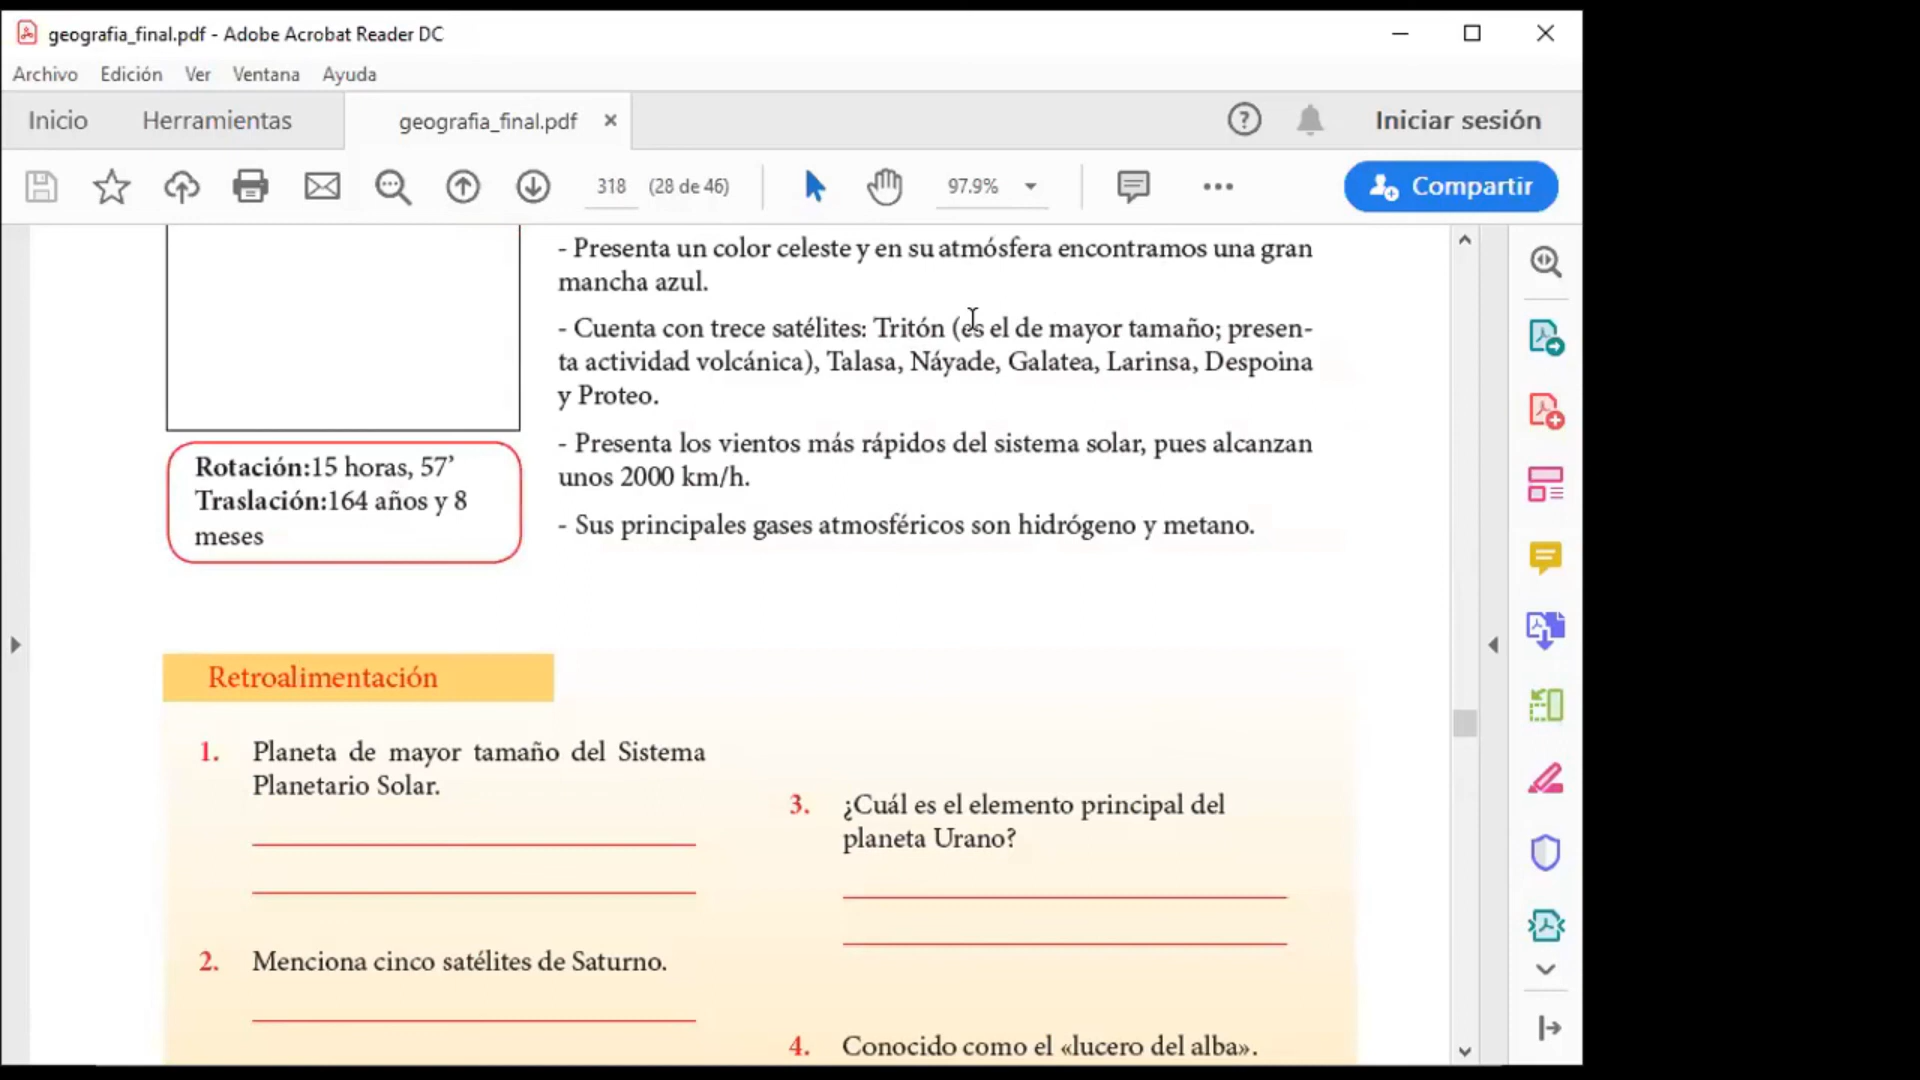 geografia_final.pdf - Adobe Acrobat Reader DC
Archivo Edición Ver Ventana Ayuda
Inicio Herramientas geografia_final.pdf × Iniciar sesión
318 (28 de 46) 97.9% Compartir
- Presenta un color celeste y en su atmósfera encontramos una gran
mancha azul.
- Cuenta con trece satélites: Tritón (es el de mayor tamaño; presen-
ta actividad volcánica), Talasa, Náyade, Galatea, Larinsa, Despoina
y Proteo.
- Presenta los vientos más rápidos del sistema solar, pues alcanzan
unos 2000 km/h.
- Sus principales gases atmosféricos son hidrógeno y metano.
Rotación:15 horas, 57’
Traslación:164 años y 8
meses
Retroalimentación
1. Planeta de mayor tamaño del Sistema
Planetario Solar.
2. Menciona cinco satélites de Saturno.
3. ¿Cuál es el elemento principal del
planeta Urano?
4. Conocido como el «lucero del alba».